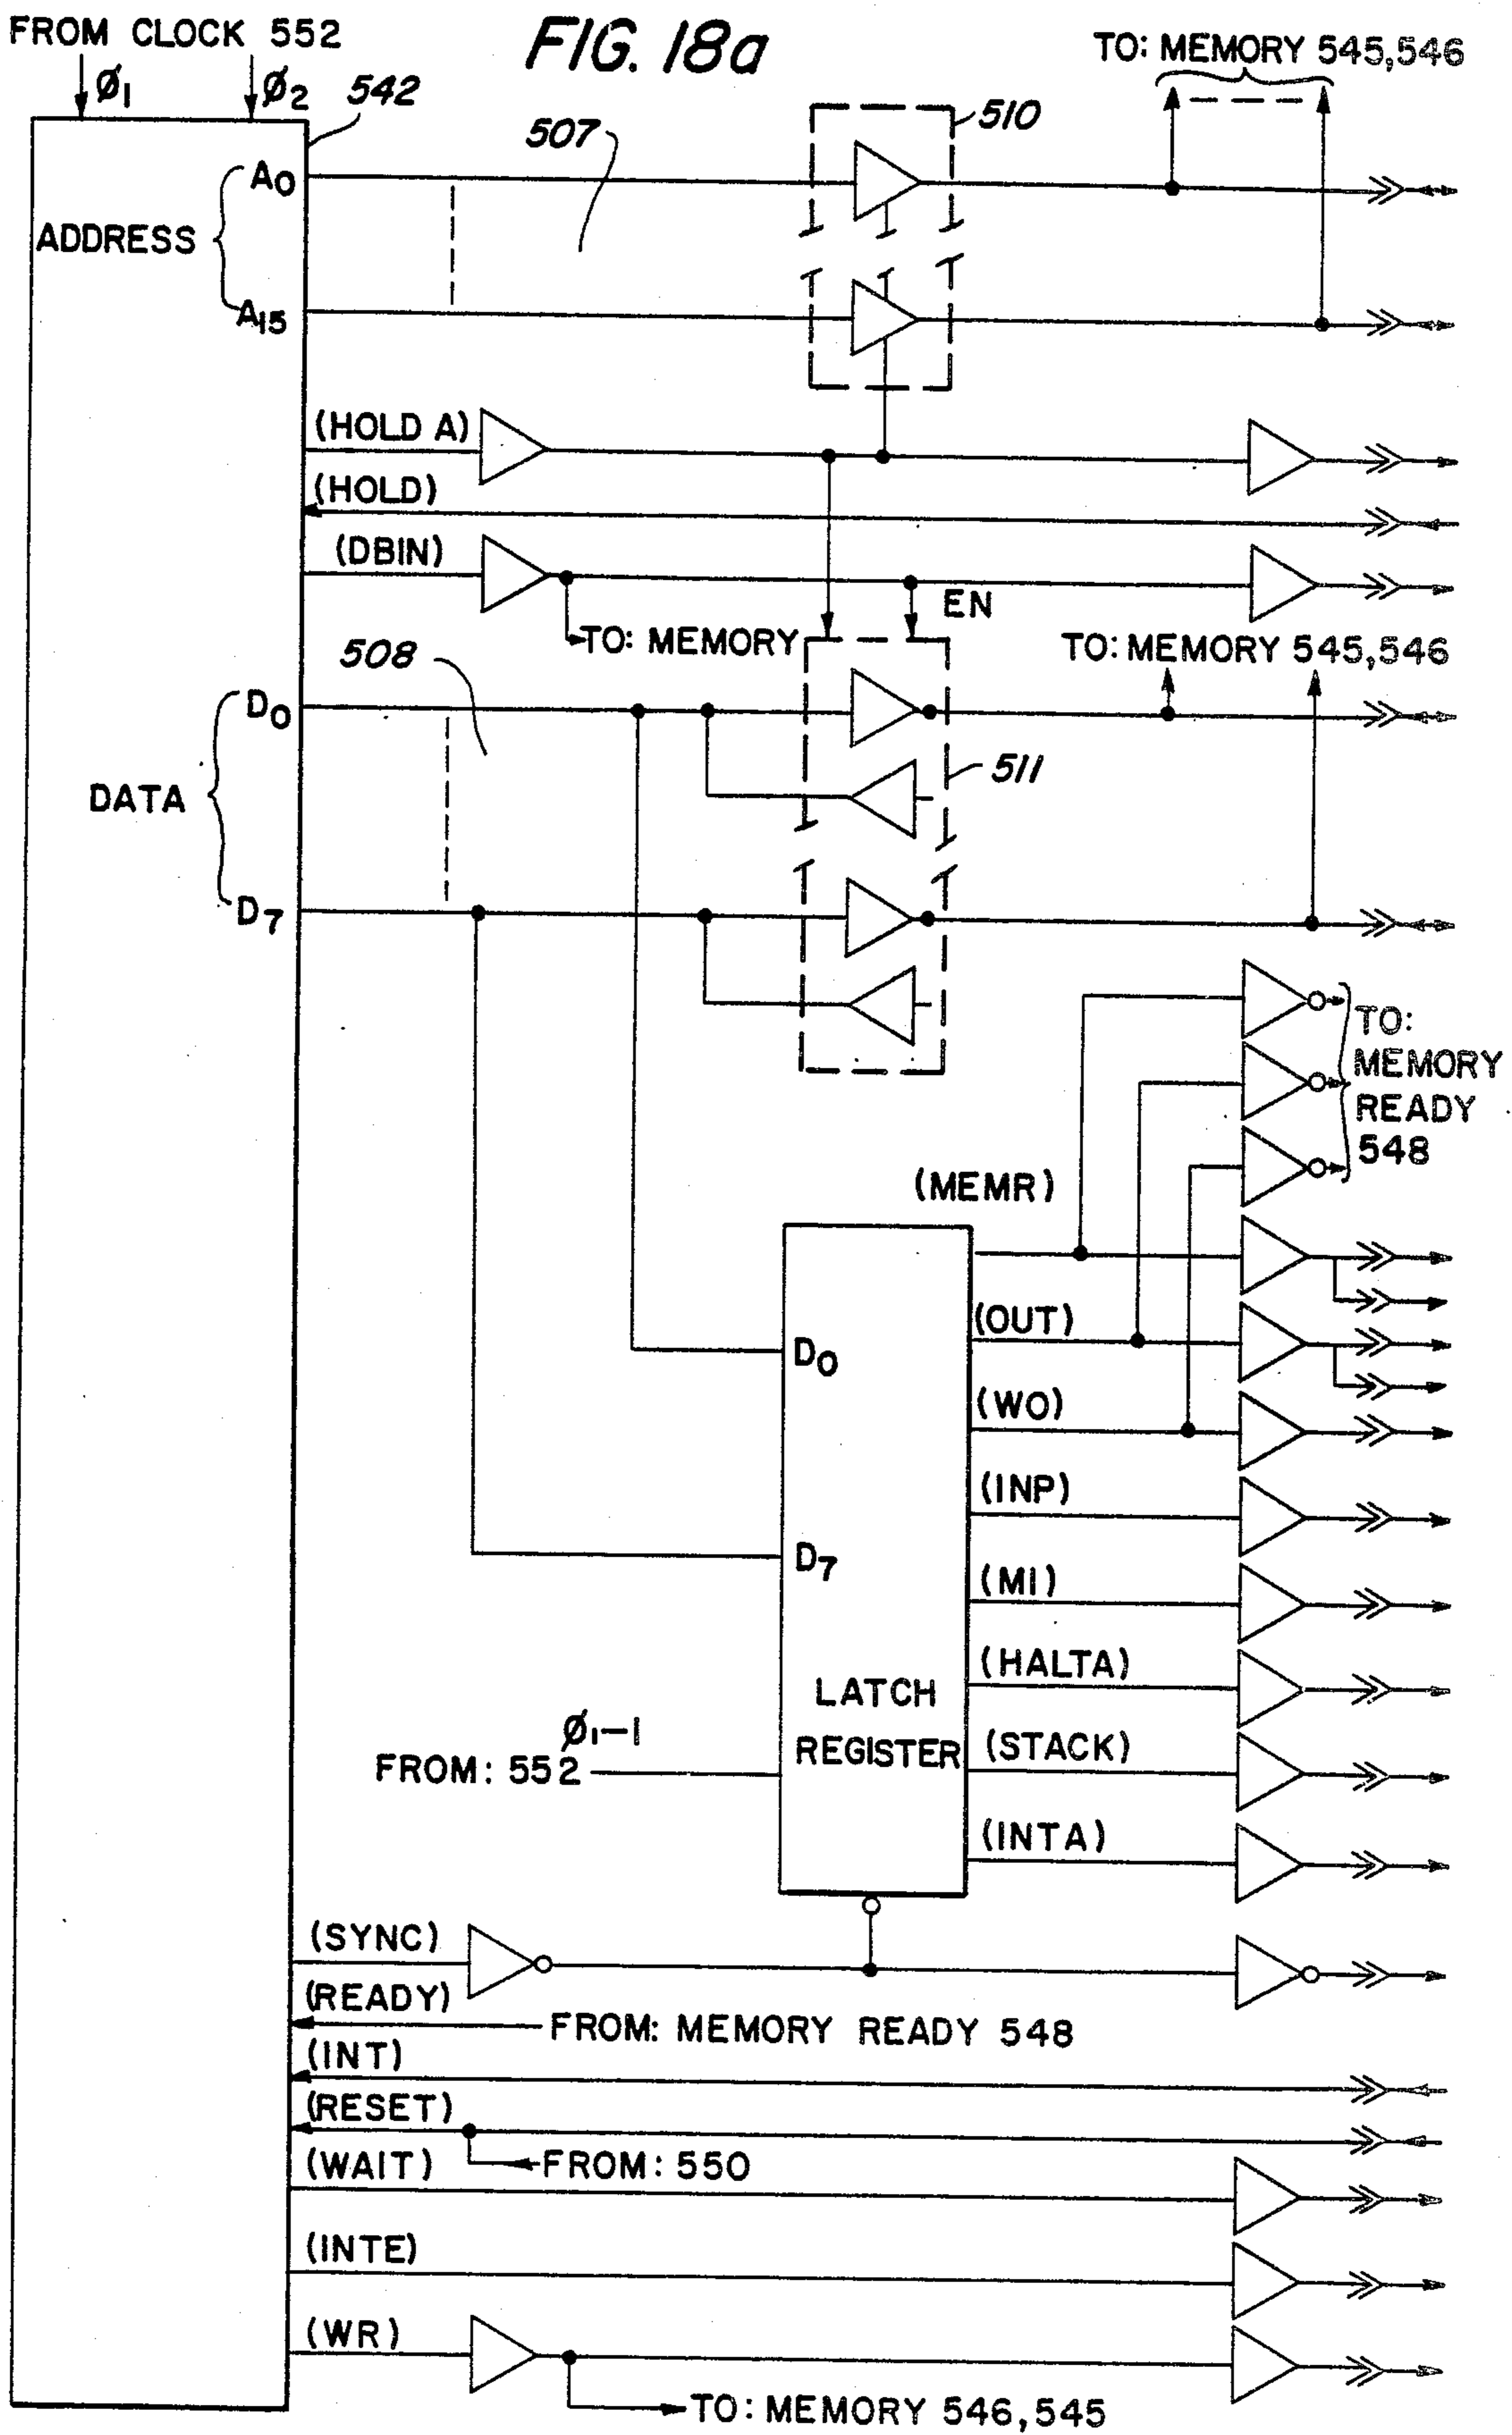 FROM CLOCK 552
FIG. 18a
TO: MEMORY 545,546
Ø1
Ø2
542
507
510
A0
ADDRESS
A15
(HOLD A)
(HOLD)
(DBIN)
EN
TO: MEMORY
TO: MEMORY 545,546
508
D0
511
DATA
D7
TO:
MEMORY
READY
548
(MEMR)
(OUT)
D0
(WO)
(INP)
D7
(MI)
(HALTA)
LATCH
REGISTER
Ø1-1
FROM: 552
(STACK)
(INTA)
(SYNC)
(READY)
FROM: MEMORY READY 548
(INT)
(RESET)
FROM: 550
(WAIT)
(INTE)
(WR)
TO: MEMORY 546,545